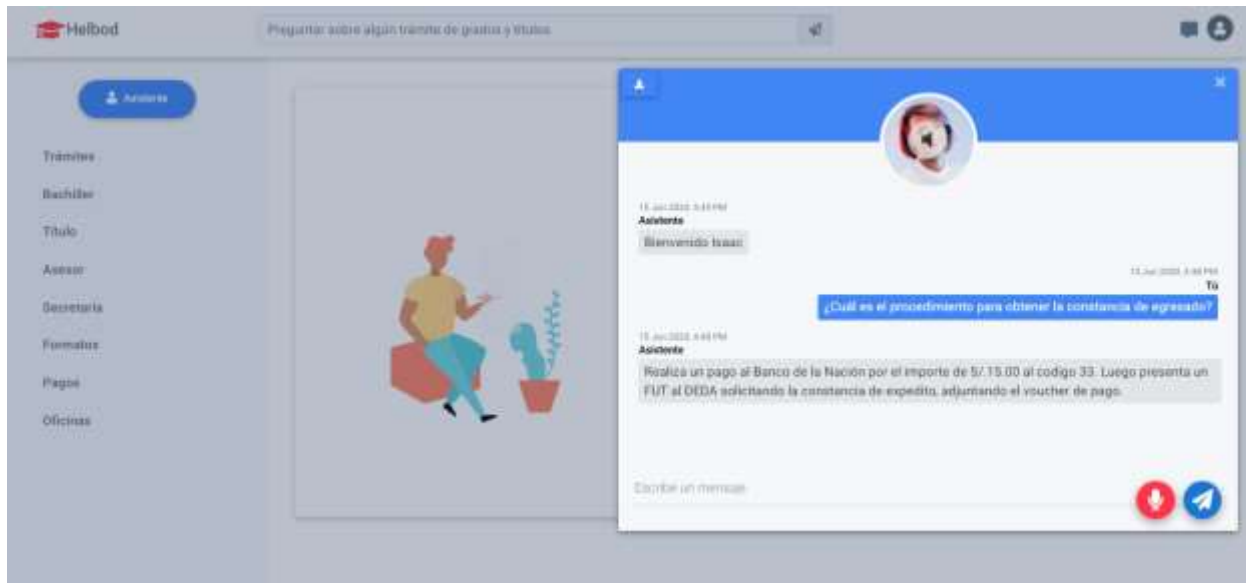 Helbod
Preguntar sobre algún trámite de grados y títulos
Asistente
Trámites
Bachiller
Título
Asesor
Secretaria
Formatos
Pagos
Oficinas
Asistente
Bienvenido Isaac
Tú
¿Cuál es el procedimiento para obtener la constancia de egresado?
Asistente
Realiza un pago al Banco de la Nación por el importe de S/.15.00 al codigo 33. Luego presenta un
FUT al DEDA solicitando la constancia de expedito, adjuntando el voucher de pago.
Escribe un mensaje